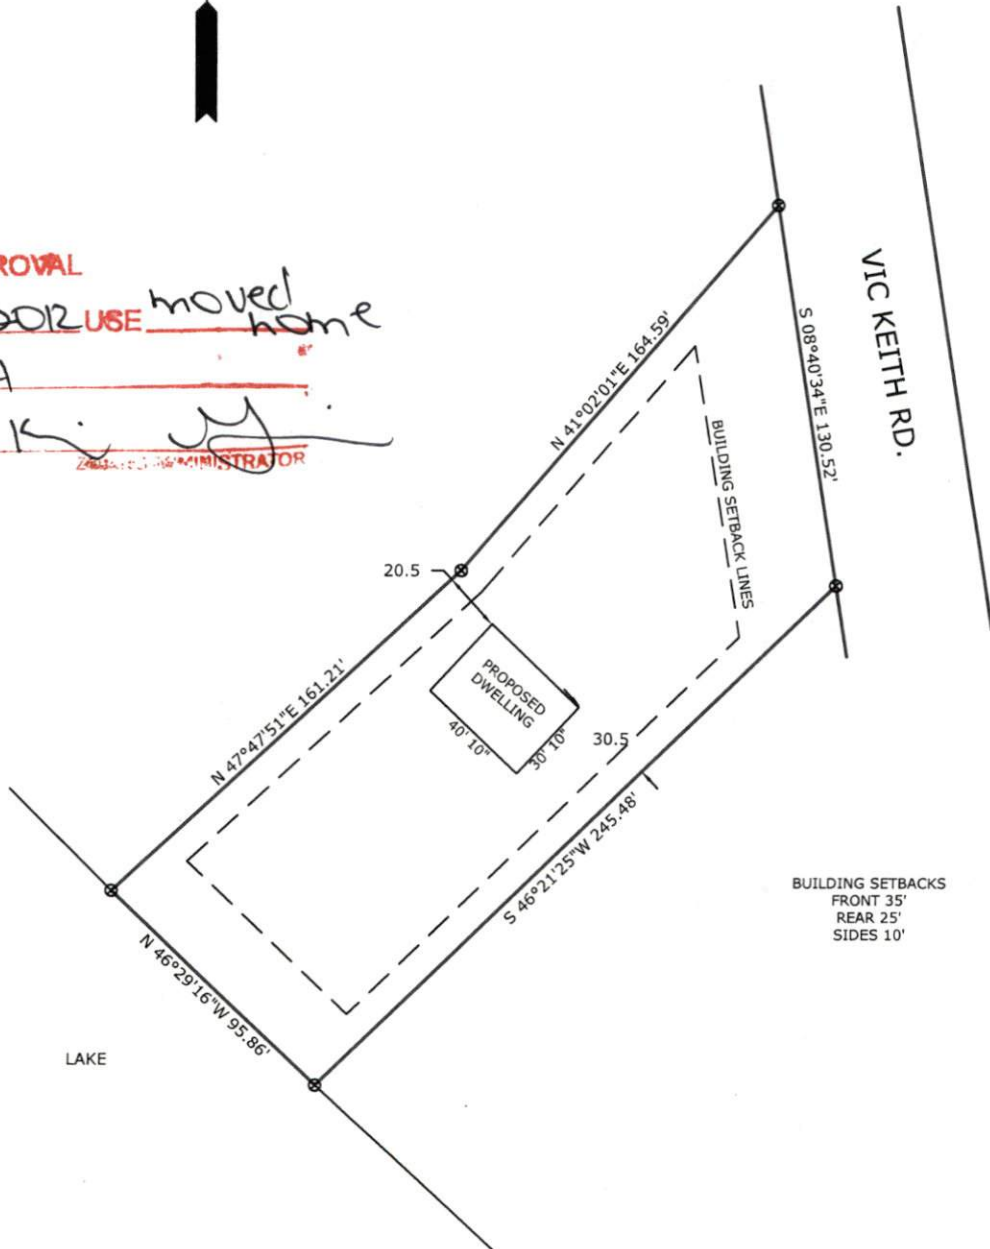 ROVAL
2012 USE moved
home
A
MINISTRATOR
VIC KEITH RD.
S 08°40'34"E 130.52'
N 41°02'01"E 164.59'
BUILDING SETBACK LINES
20.5
PROPOSED
DWELLING
40' 10"
30' 10"
30.5
N 47°47'51"E 161.21'
S 46°21'25"W 245.48'
BUILDING SETBACKS
FRONT 35'
REAR 25'
SIDES 10'
N 46°29'16"W 95.86'
LAKE